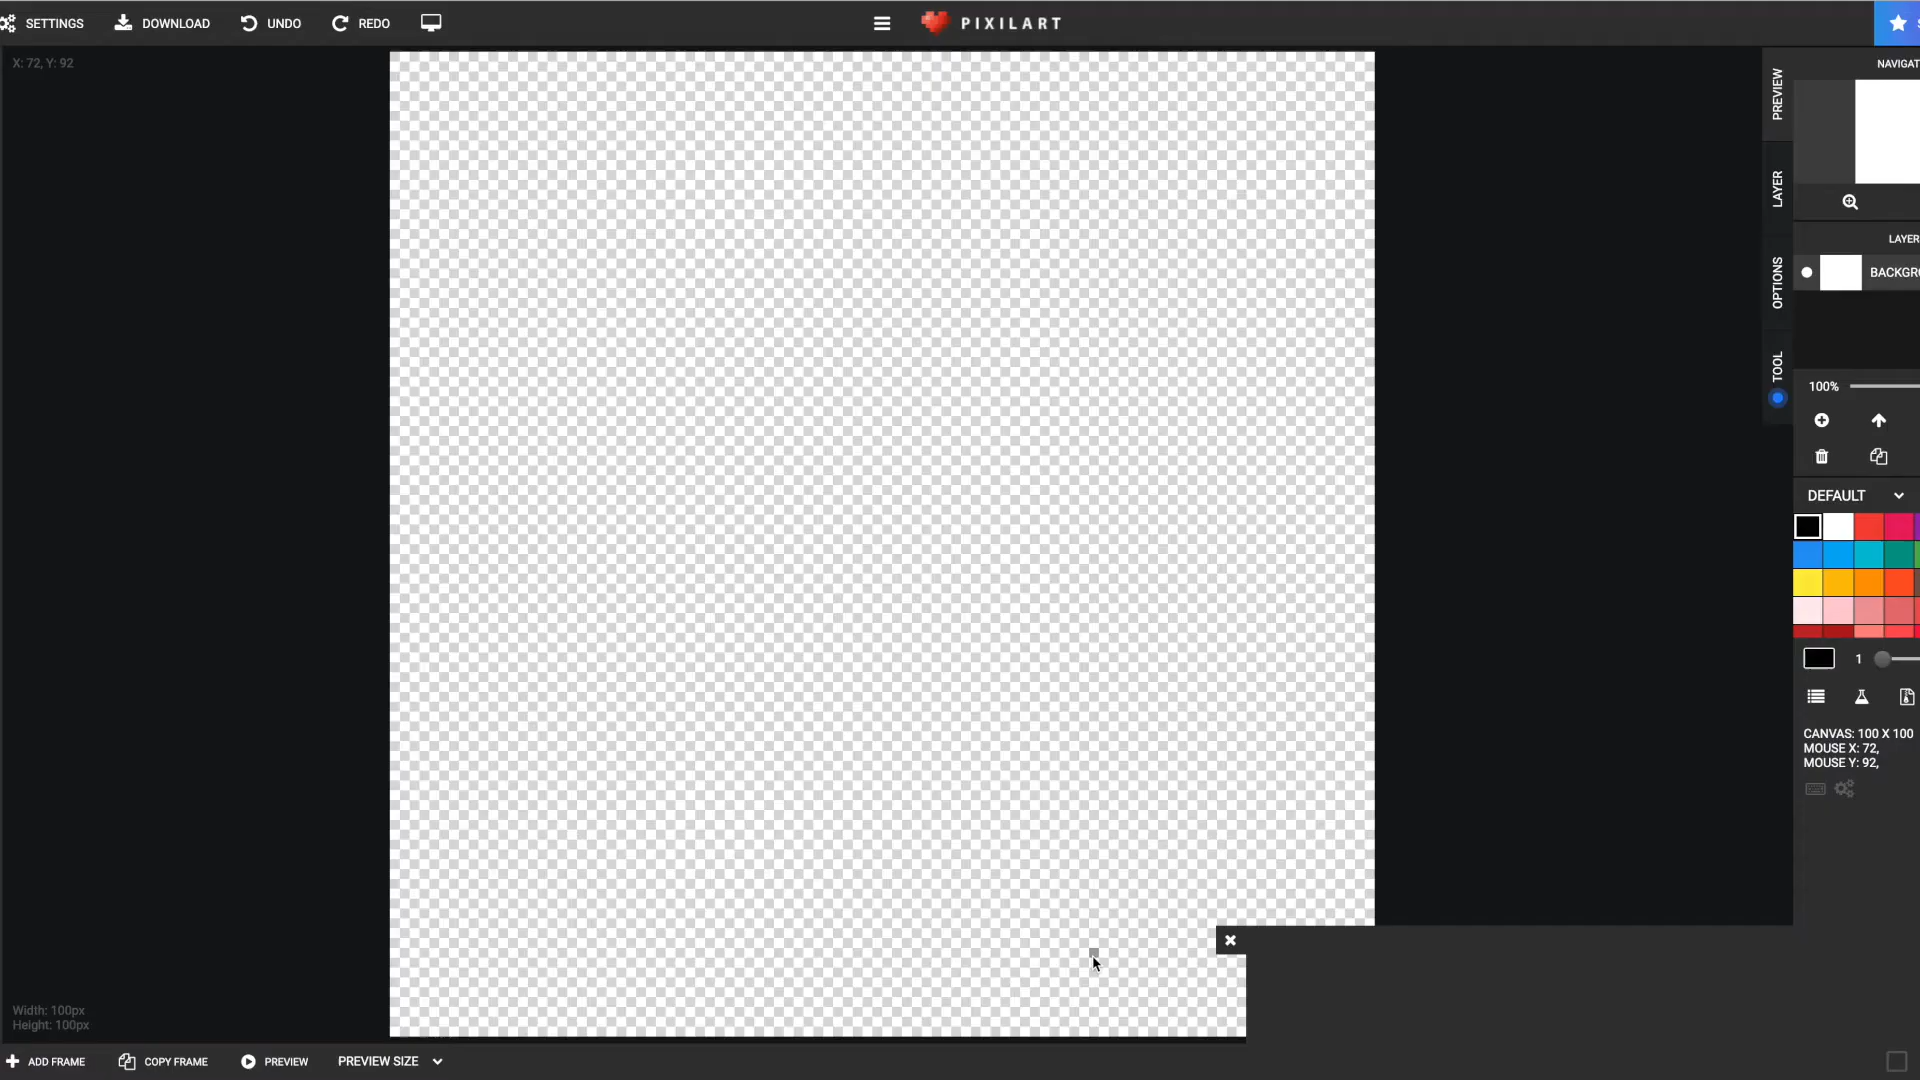 SETTINGS
DOWNLOAD
UNDO
REDO
PIXILART
X: 72, Y: 92
PREVIEW
LAYER
OPTIONS
TOOL
NAVIGAT
LAYER
BACKGR
100%
DEFAULT
1
CANVAS: 100 X 100
MOUSE X: 72,
MOUSE Y: 92,
Width: 100px
Height: 100px
ADD FRAME
COPY FRAME
PREVIEW
PREVIEW SIZE